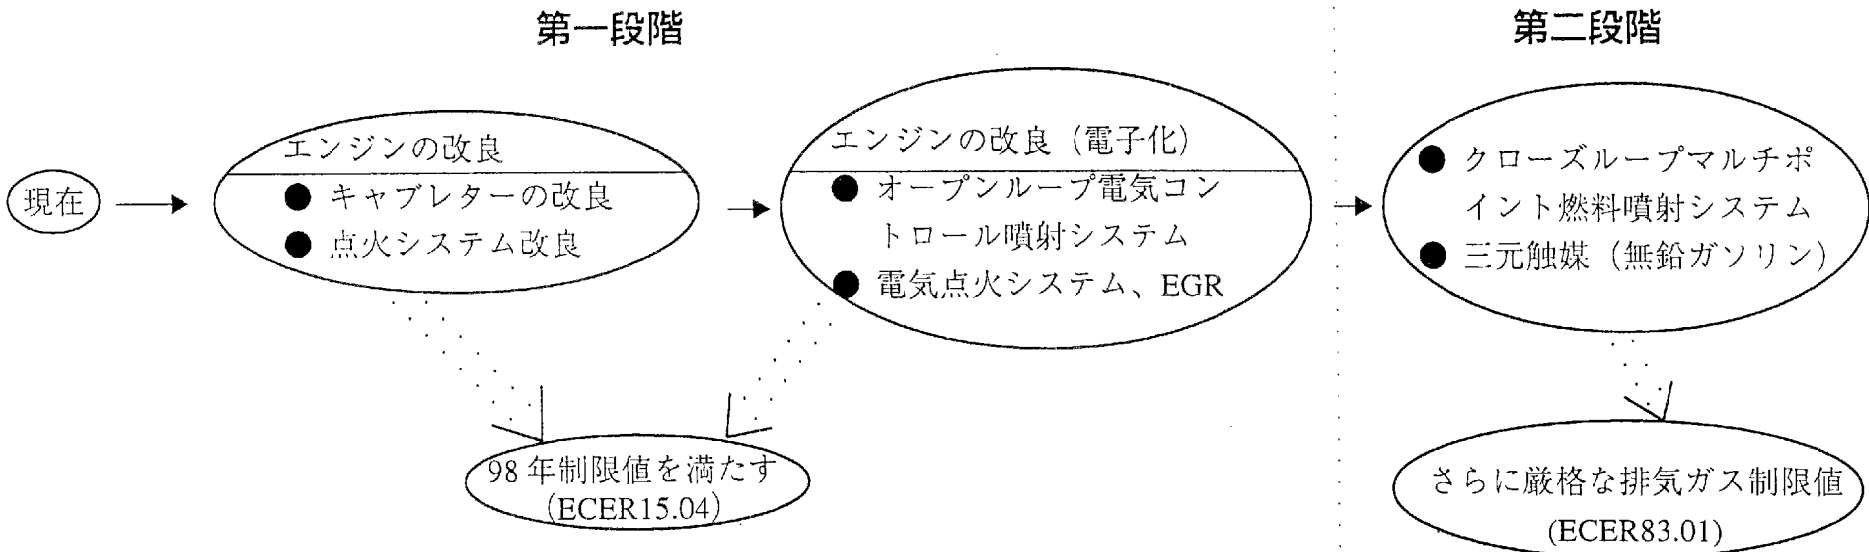 第一段階
第二段階
現在
エンジンの改良
● キャブレターの改良
● 点火システム改良
エンジンの改良（電子化）
● オープンループ電気コン
トロール噴射システム
● 電気点火システム、EGR
● クローズループマルチポ
イント燃料噴射システム
● 三元触媒（無鉛ガソリン）
98 年制限値を満たす
(ECER15.04)
さらに厳格な排気ガス制限値
(ECER83.01)